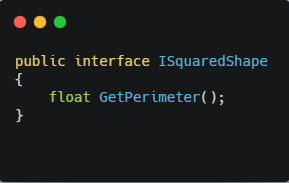 public interface ISquaredShape
{
    float GetPerimeter();
}